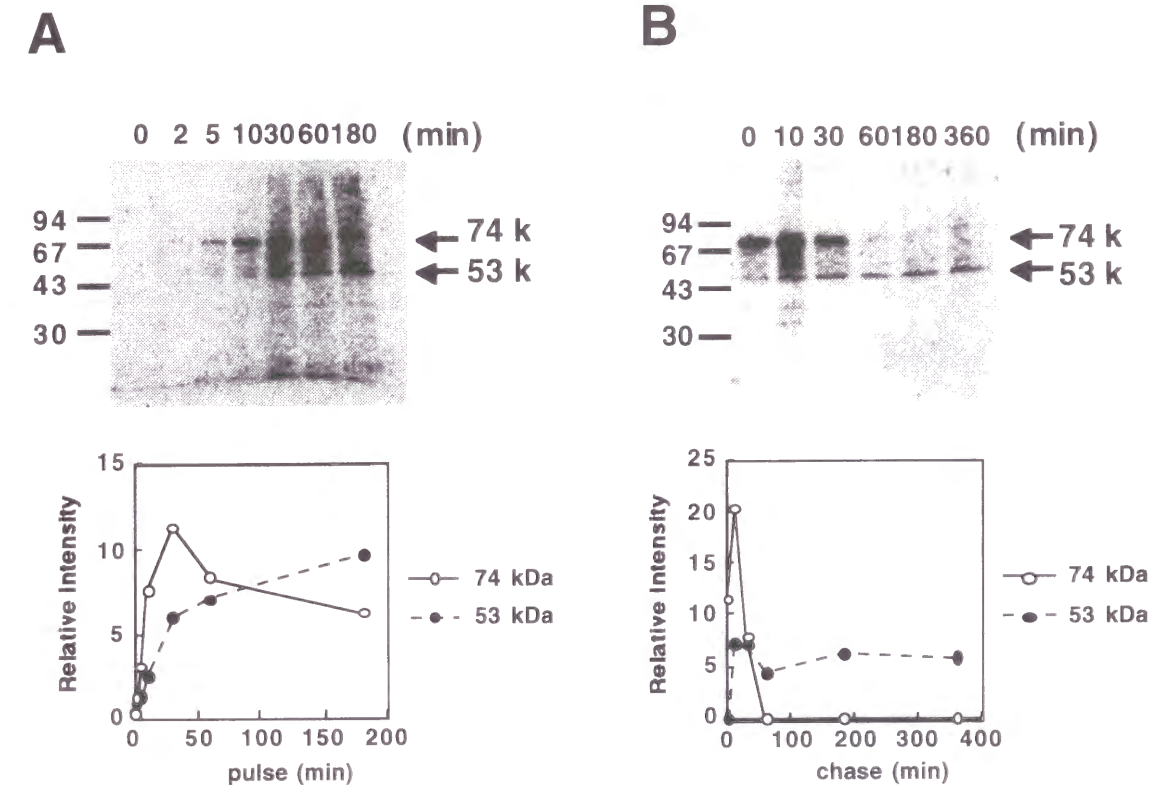 A
0 2 5 10 30 60 180 (min)
94
67
43
30
74 k
53 k
15
10
5
0
Relative Intensity
0 50 100 150 200
pulse (min)
74 kDa
53 kDa
B
0 10 30 60 180 360 (min)
94
67
43
30
74 k
53 k
25
20
15
10
5
0
Relative Intensity
0 100 200 300 400
chase (min)
74 kDa
53 kDa